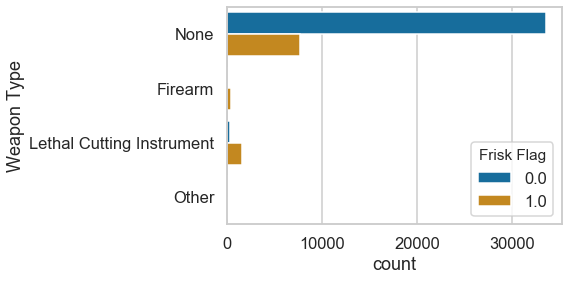 Weapon Type
None
Firearm
Lethal Cutting Instrument
Other
Frisk Flag
0.0
1.0
0 10000 20000 30000
count